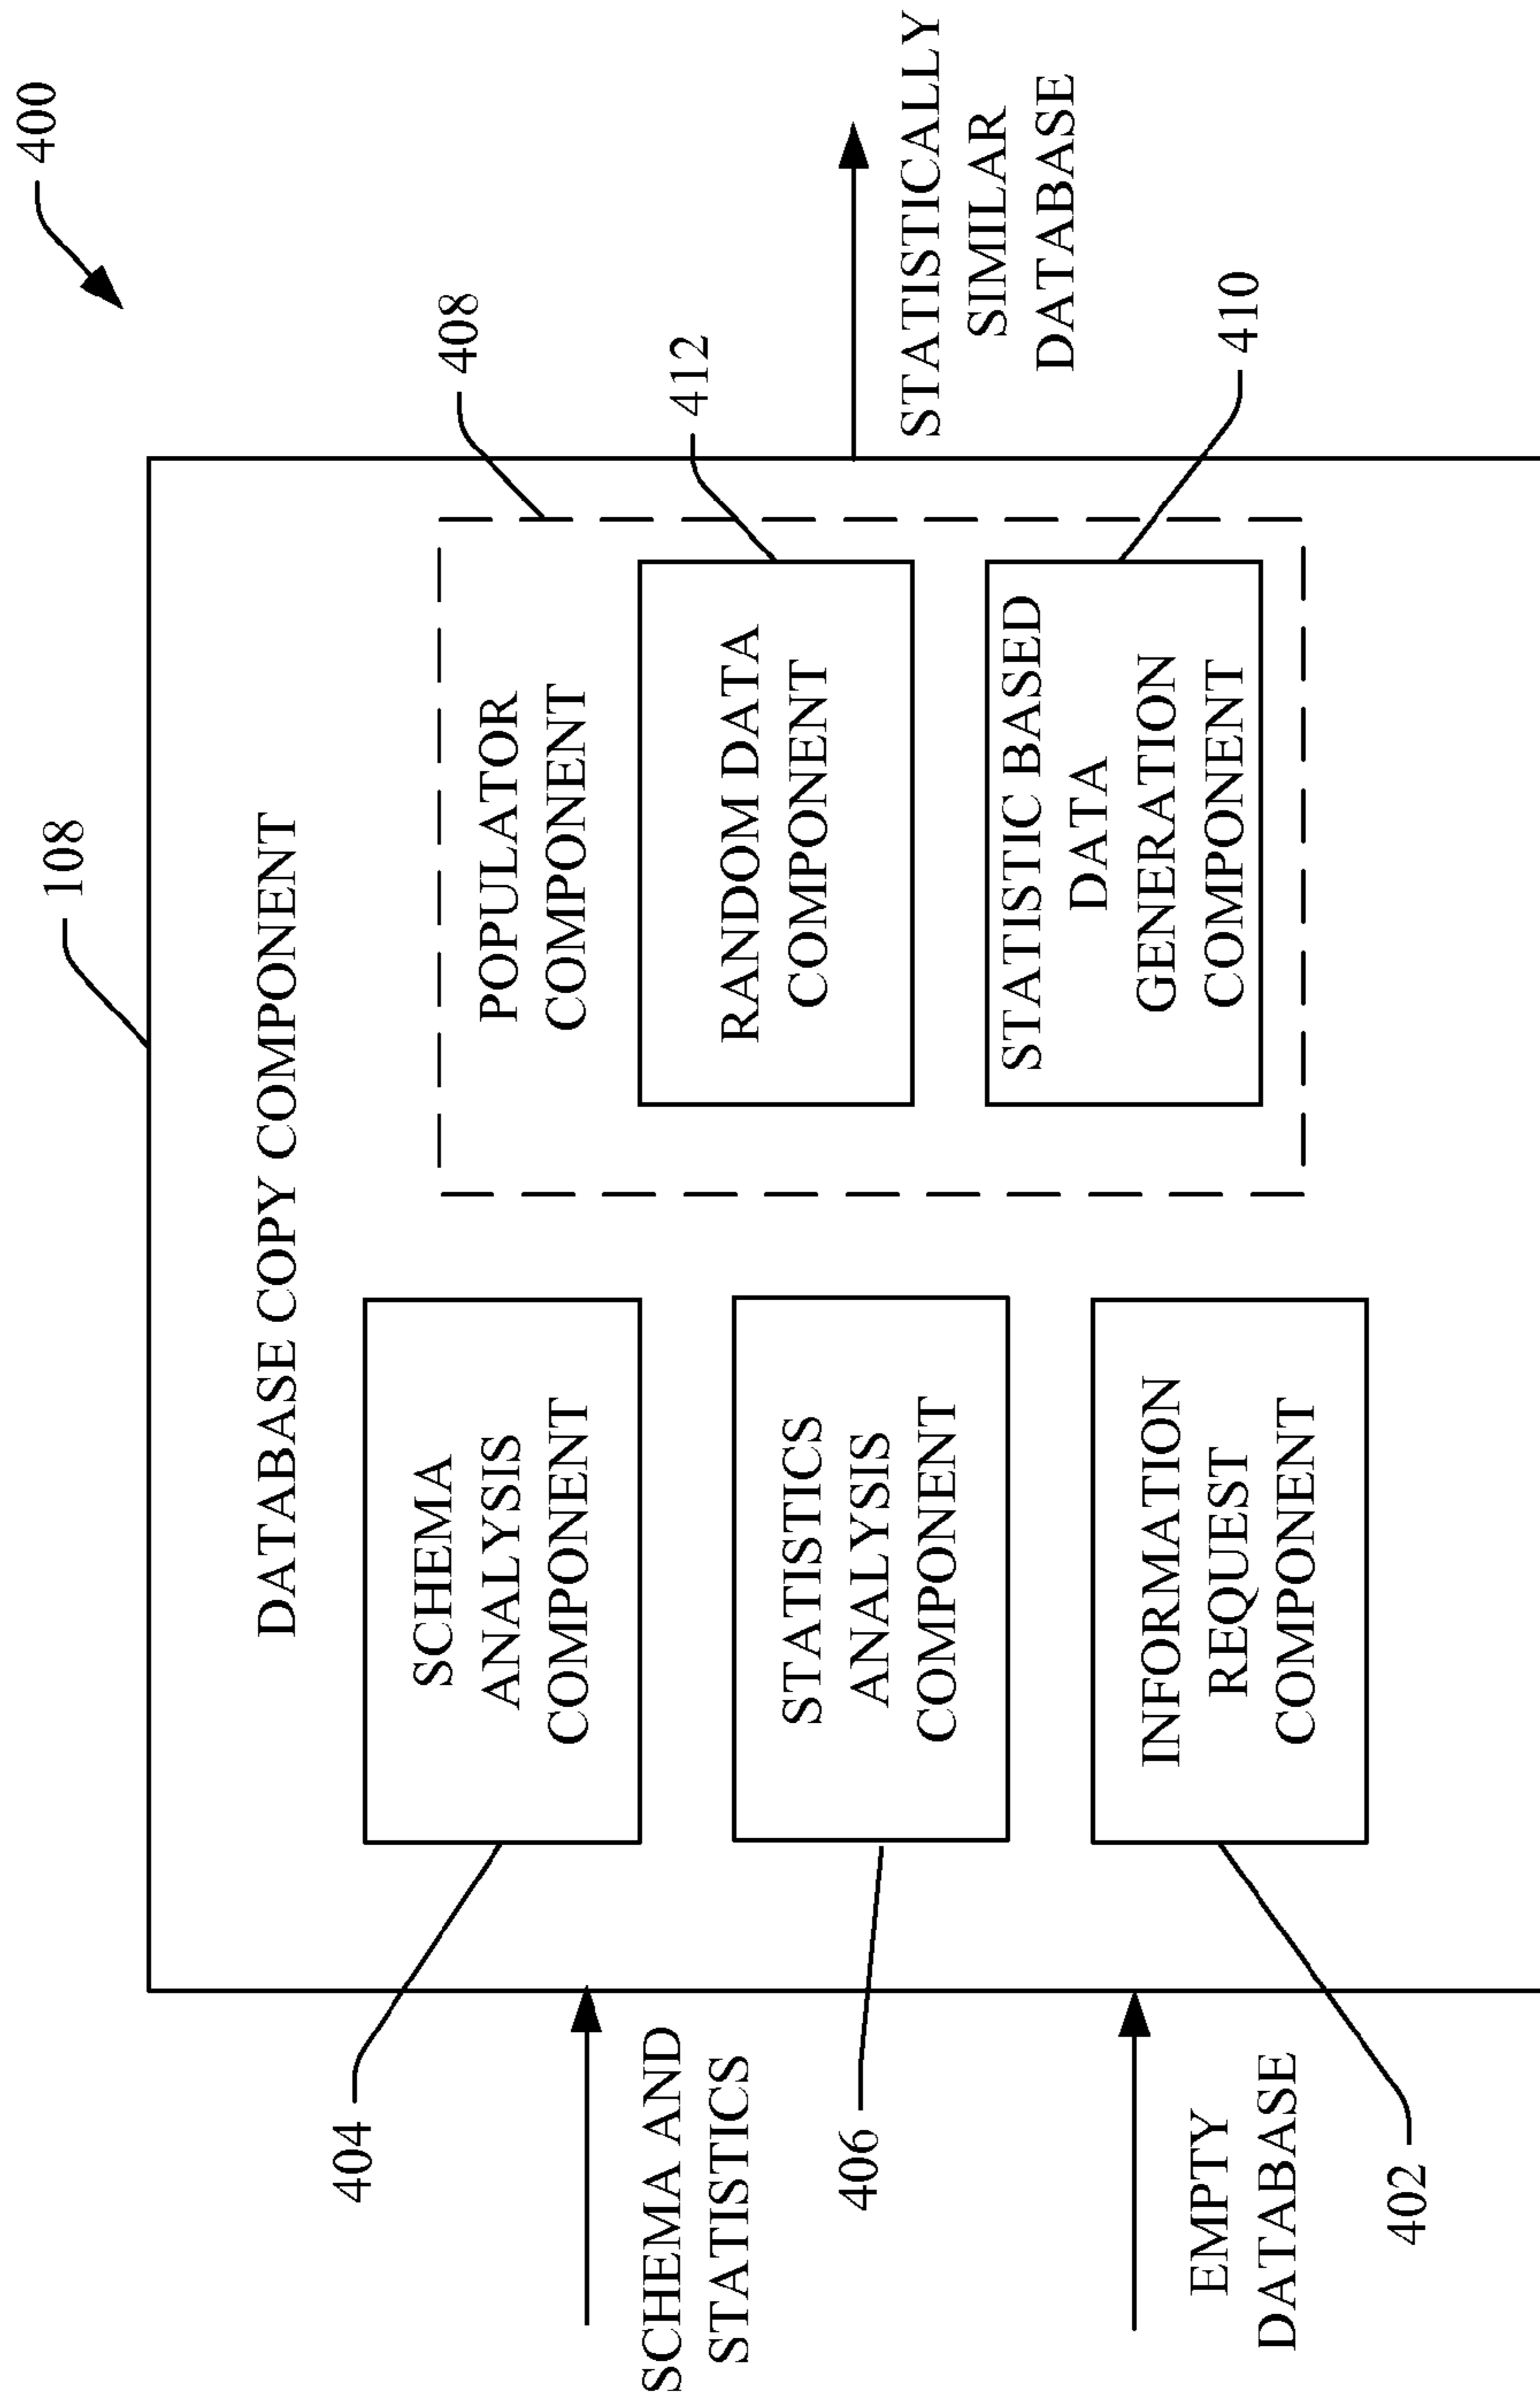 400
108
DATABASE COPY COMPONENT
404
SCHEMA
ANALYSIS
COMPONENT
408
POPULATOR
COMPONENT
SCHEMA AND
STATISTICS
412
RANDOM DATA
COMPONENT
406
STATISTICS
ANALYSIS
COMPONENT
STATISTICALLY
SIMILAR
DATABASE
STATISTIC BASED
DATA
GENERATION
COMPONENT
410
EMPTY
DATABASE
INFORMATION
REQUEST
COMPONENT
402